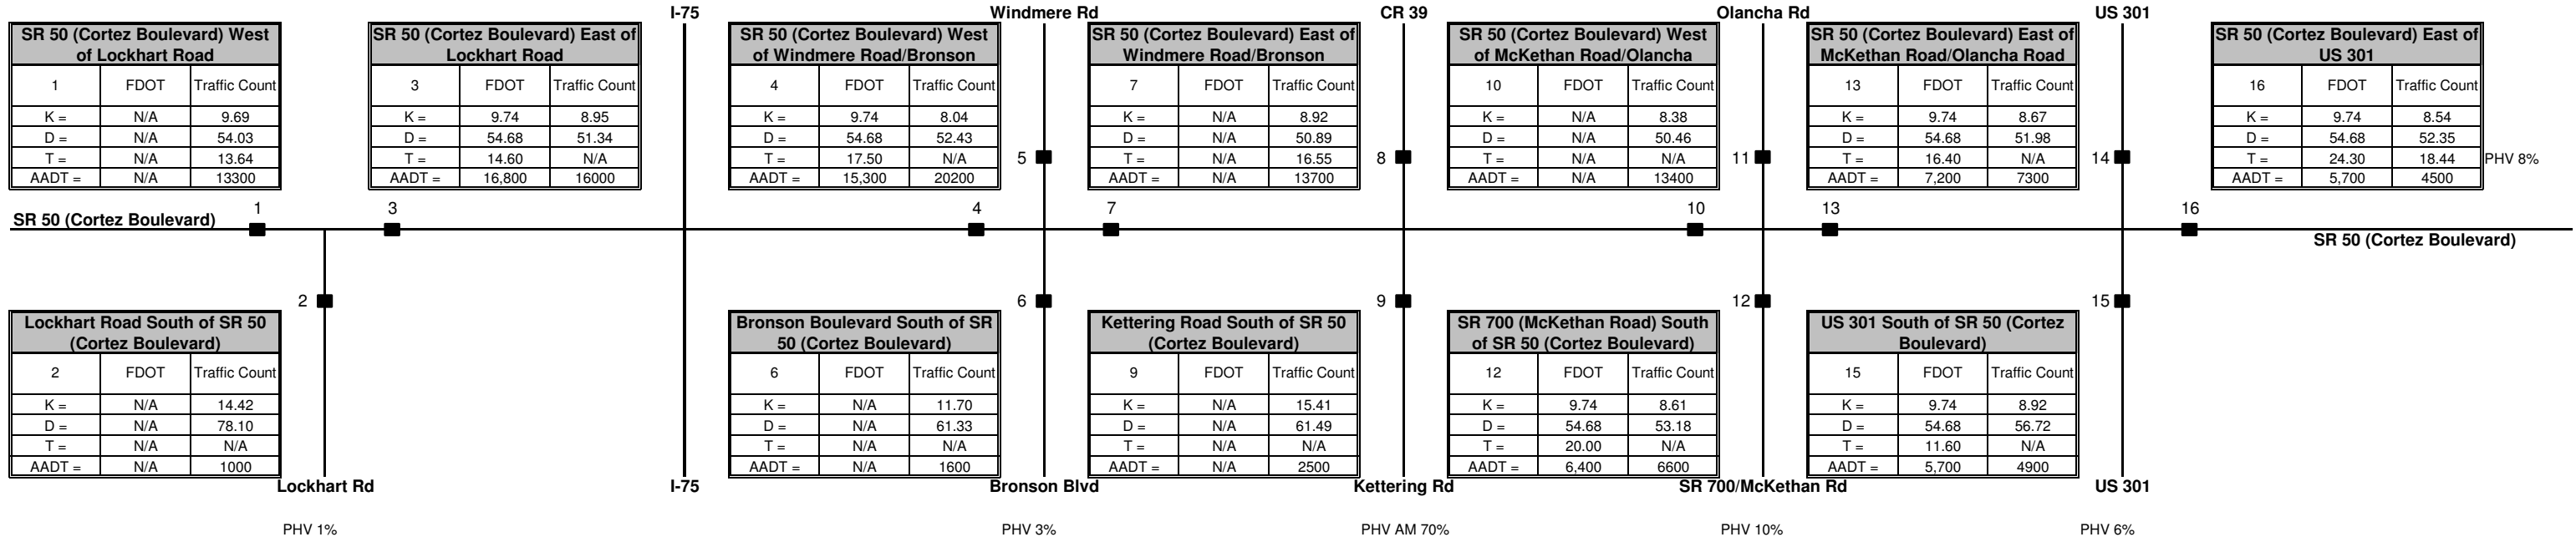 I-75
Windmere Rd
CR 39
Olancha Rd
US 301
SR 50 (Cortez Boulevard) West
of Lockhart Road
1 FDOT Traffic Count
K = N/A 9.69
D = N/A 54.03
T = N/A 13.64
AADT = N/A 13300
SR 50 (Cortez Boulevard) East of
Lockhart Road
3 FDOT Traffic Count
K = 9.74 8.95
D = 54.68 51.34
T = 14.60 N/A
AADT = 16,800 16000
SR 50 (Cortez Boulevard) West
of Windmere Road/Bronson
4 FDOT Traffic Count
K = 9.74 8.04
D = 54.68 52.43
T = 17.50 N/A
AADT = 15,300 20200
5
SR 50 (Cortez Boulevard) East of
Windmere Road/Bronson
7 FDOT Traffic Count
K = N/A 8.92
D = N/A 50.89
T = N/A 16.55
AADT = N/A 13700
8
SR 50 (Cortez Boulevard) West
of McKethan Road/Olancha
10 FDOT Traffic Count
K = N/A 8.38
D = N/A 50.46
T = N/A N/A
AADT = N/A 13400
11
SR 50 (Cortez Boulevard) East of
McKethan Road/Olancha Road
13 FDOT Traffic Count
K = 9.74 8.67
D = 54.68 51.98
T = 16.40 N/A
AADT = 7,200 7300
14
SR 50 (Cortez Boulevard) East of
US 301
16 FDOT Traffic Count
K = 9.74 8.54
D = 54.68 52.35
T = 24.30 18.44
AADT = 5,700 4500
PHV 8%
SR 50 (Cortez Boulevard)
1
3
4
7
10
13
16
SR 50 (Cortez Boulevard)
2
6
9
12
15
Lockhart Road South of SR 50
(Cortez Boulevard)
2 FDOT Traffic Count
K = N/A 14.42
D = N/A 78.10
T = N/A N/A
AADT = N/A 1000
Bronson Boulevard South of SR
50 (Cortez Boulevard)
6 FDOT Traffic Count
K = N/A 11.70
D = N/A 61.33
T = N/A N/A
AADT = N/A 1600
Kettering Road South of SR 50
(Cortez Boulevard)
9 FDOT Traffic Count
K = N/A 15.41
D = N/A 61.49
T = N/A N/A
AADT = N/A 2500
SR 700 (McKethan Road) South
of SR 50 (Cortez Boulevard)
12 FDOT Traffic Count
K = 9.74 8.61
D = 54.68 53.18
T = 20.00 N/A
AADT = 6,400 6600
US 301 South of SR 50 (Cortez
Boulevard)
15 FDOT Traffic Count
K = 9.74 8.92
D = 54.68 56.72
T = 11.60 N/A
AADT = 5,700 4900
Lockhart Rd
I-75
Bronson Blvd
Kettering Rd
SR 700/McKethan Rd
US 301
PHV 1%
PHV 3%
PHV AM 70%
PHV 10%
PHV 6%